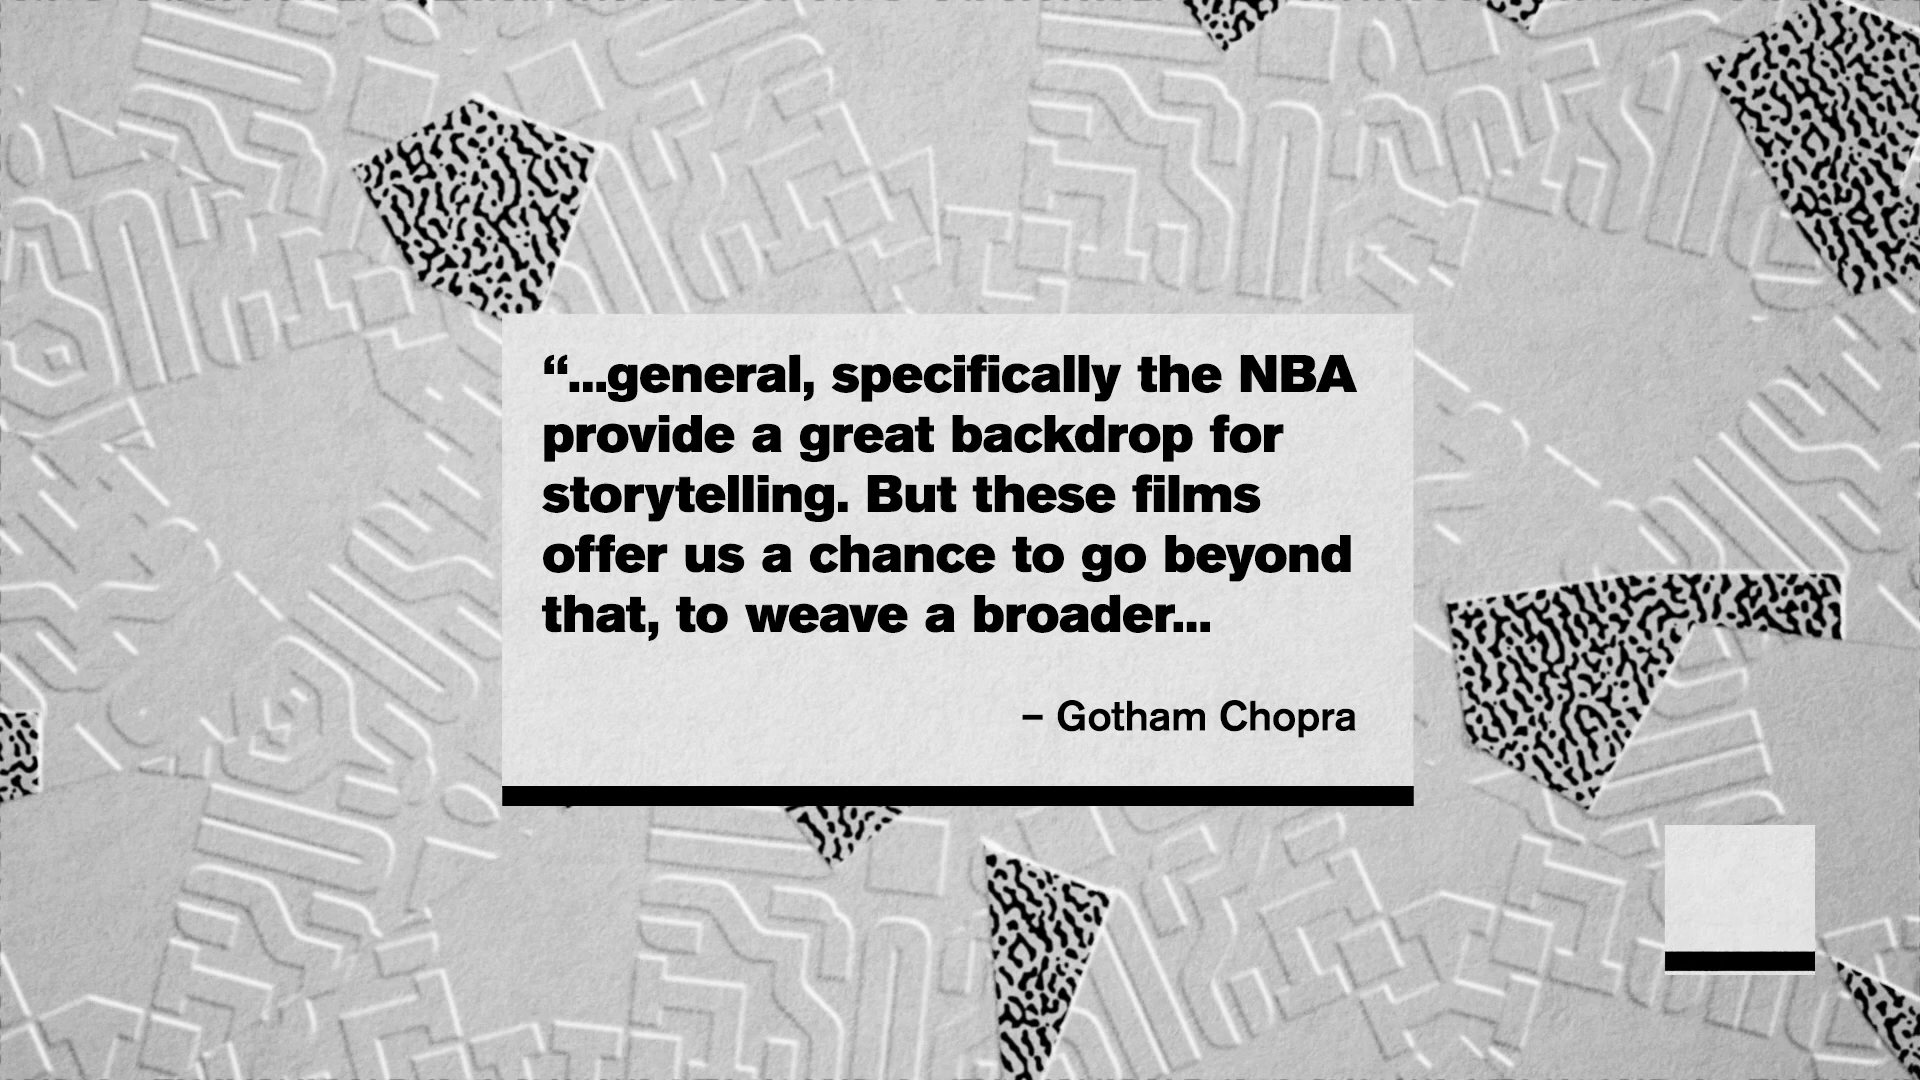 “...general, specifically the NBA
provide a great backdrop for
storytelling. But these films
offer us a chance to go beyond
that, to weave a broader...
– Gotham Chopra